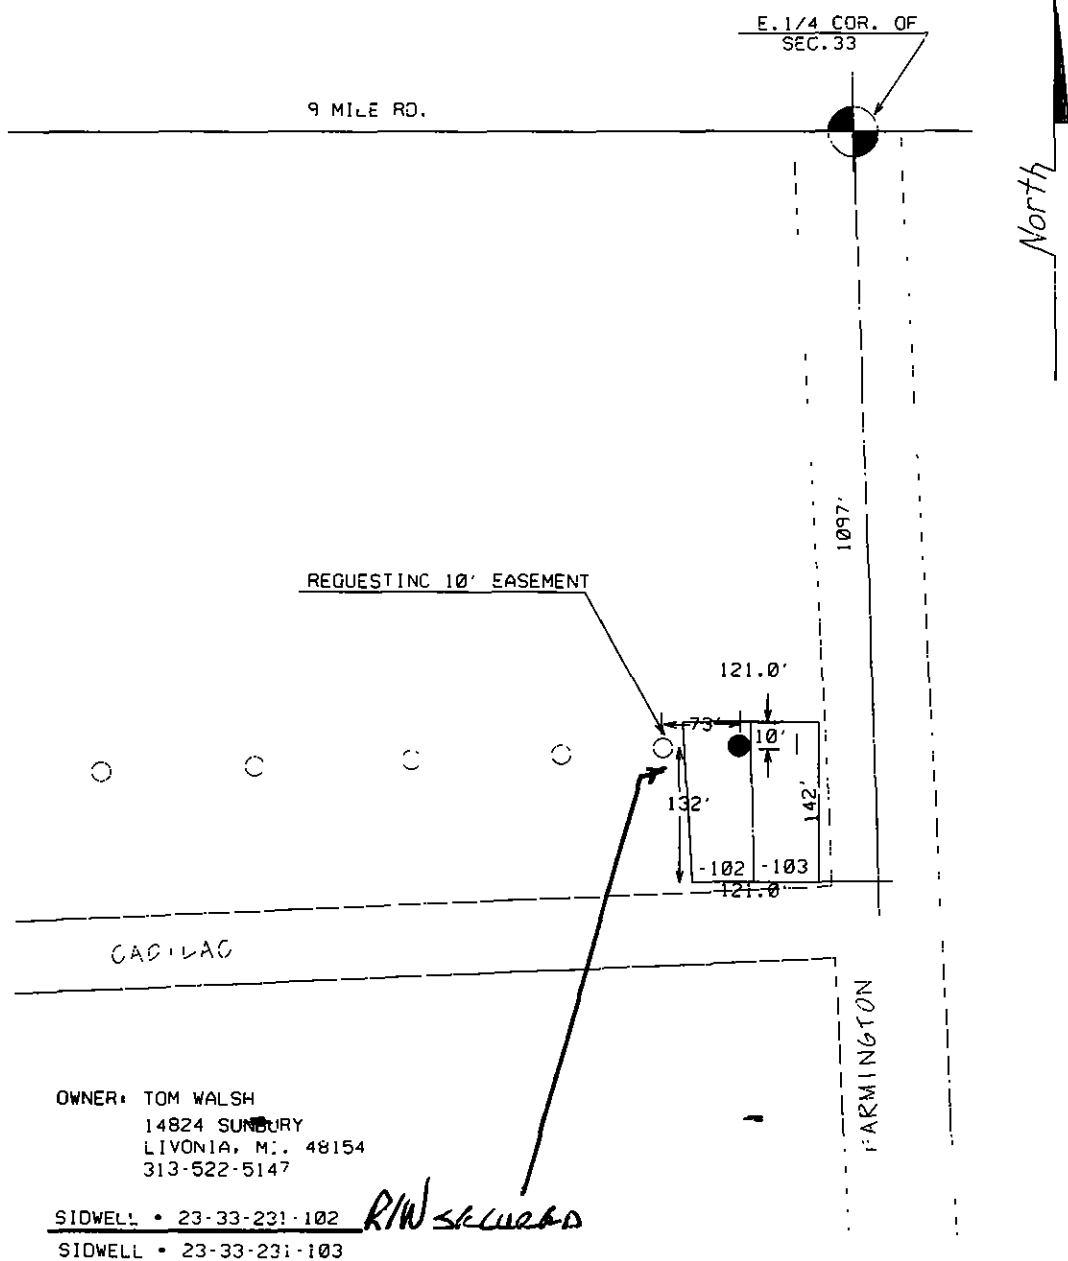 E.1/4 COR. OF
SEC.33
9 MILE RD.
North
1097'
REQUESTINC 10' EASEMENT
121.0'
73'
10'
132'
142'
-102 -103
121.0'
CADILAC
FARMINGTON
OWNER: TOM WALSH
14824 SUNBURY
LIVONIA, MI. 48154
313-522-5147
SIDWELL • 23-33-231-102 R/W SECURED
SIDWELL • 23-33-231-103